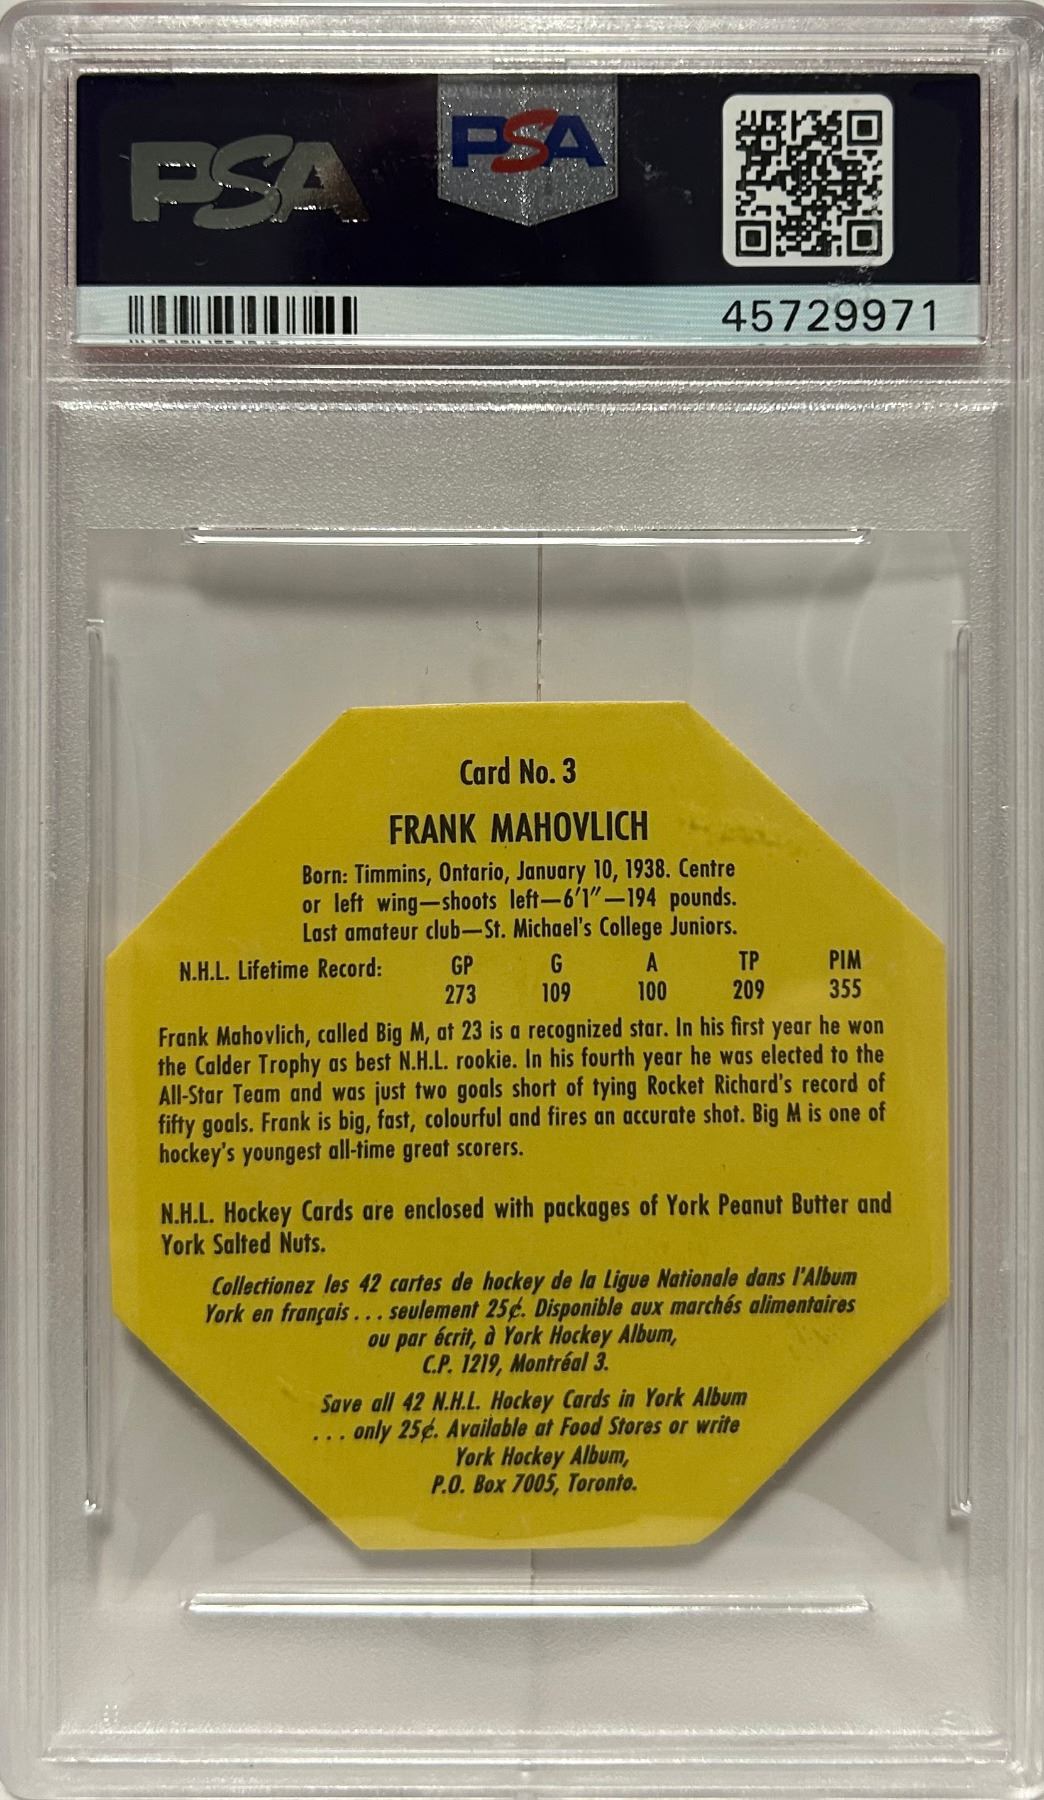 PSA
PSA
45729971
Card No. 3
FRANK MAHOVLICH
Born: Timmins, Ontario, January 10, 1938. Centre
or left wing—shoots left—6'1"—194 pounds.
Last amateur club—St. Michael's College Juniors.
N.H.L. Lifetime Record: GP G A TP PIM
273 109 100 209 355
Frank Mahovlich, called Big M, at 23 is a recognized star. In his first year he won
the Calder Trophy as best N.H.L. rookie. In his fourth year he was elected to the
All-Star Team and was just two goals short of tying Rocket Richard's record of
fifty goals. Frank is big, fast, colourful and fires an accurate shot. Big M is one of
hockey's youngest all-time great scorers.
N.H.L. Hockey Cards are enclosed with packages of York Peanut Butter and
York Salted Nuts.
Collectionez les 42 cartes de hockey de la Ligue Nationale dans l'Album
York en français . . . seulement 25¢. Disponible aux marchés alimentaires
ou par écrit, à York Hockey Album,
C.P. 1219, Montréal 3.
Save all 42 N.H.L. Hockey Cards in York Album
. . . only 25¢. Available at Food Stores or write
York Hockey Album,
P.O. Box 7005, Toronto.